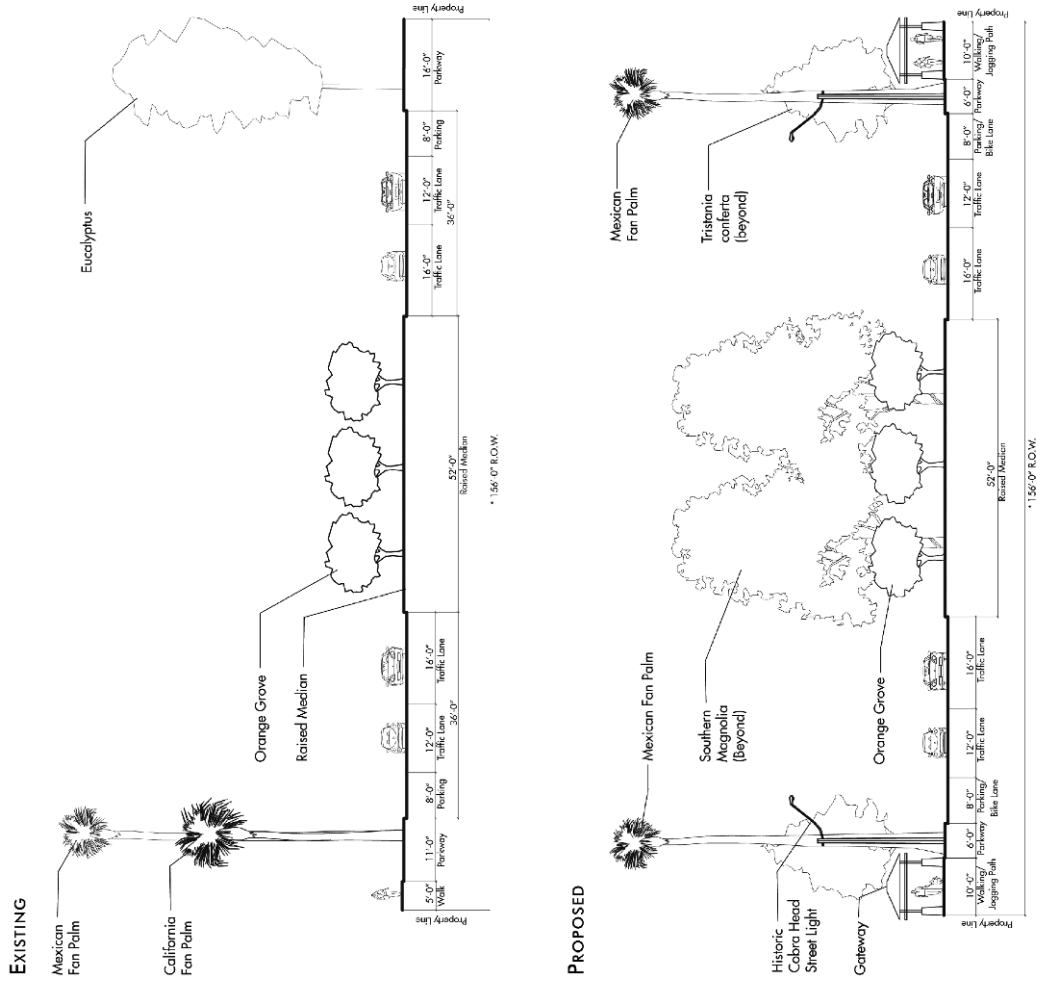 EXISTING
Mexican
Fan Palm
California
Fan Palm
Orange Grove
Raised Median
Eucalyptus
Property Line
5'-0"
Walk
11'-0"
Parkway
8'-0"
Parking
12'-0"
Traffic Lane
16'-0"
Traffic Lane
36'-0"
52'-0"
Raised Median
16'-0"
Traffic Lane
12'-0"
Traffic Lane
36'-0"
8'-0"
Parking
16'-0"
Parkway
Property Line
* 156'-0" R.O.W.
PROPOSED
Historic
Cobra Head
Street Light
Gateway
Mexican Fan Palm
Southern
Magnolia
(Beyond)
Orange Grove
Mexican
Fan Palm
Tristania
conferta
(beyond)
Property Line
10'-0"
Walking/
Jogging Path
6'-0"
Parkway
8'-0"
Parking/
Bike Lane
12'-0"
Traffic Lane
16'-0"
Traffic Lane
52'-0"
Raised Median
16'-0"
Traffic Lane
12'-0"
Traffic Lane
8'-0"
Parking/
Bike Lane
6'-0"
Parkway
10'-0"
Walking/
Jogging Path
Property Line
* 156'-0" R.O.W.